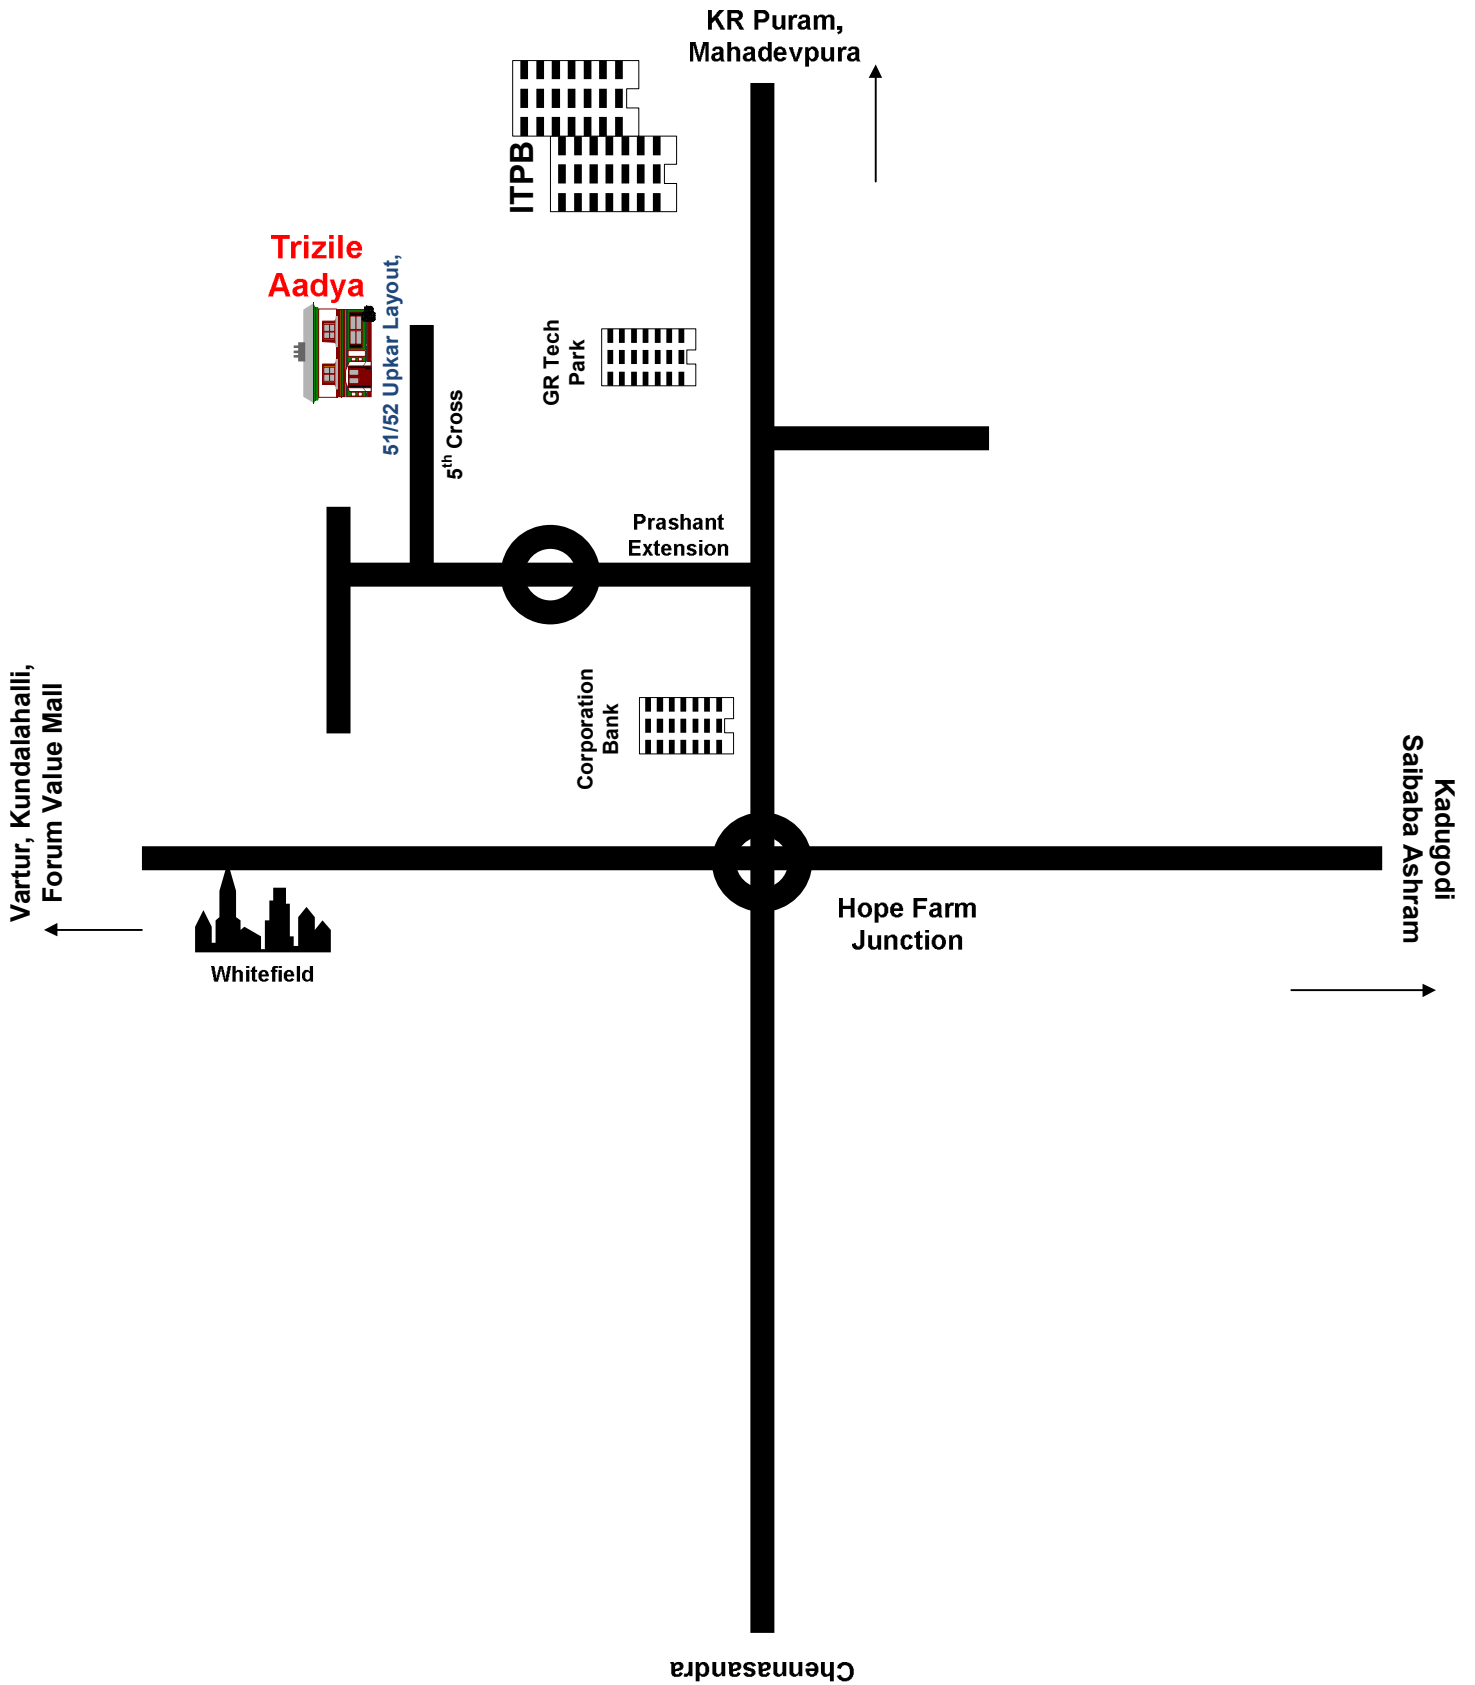 KR Puram,
Mahadevpura
ITPB
Trizile
Aadya
51/52 Upkar Layout,
5th Cross
GR Tech
Park
Prashant
Extension
Corporation
Bank
Vartur, Kundalahalli,
Forum Value Mall
Kadugodi
Saibaba Ashram
Hope Farm
Junction
Whitefield
Chennasandra